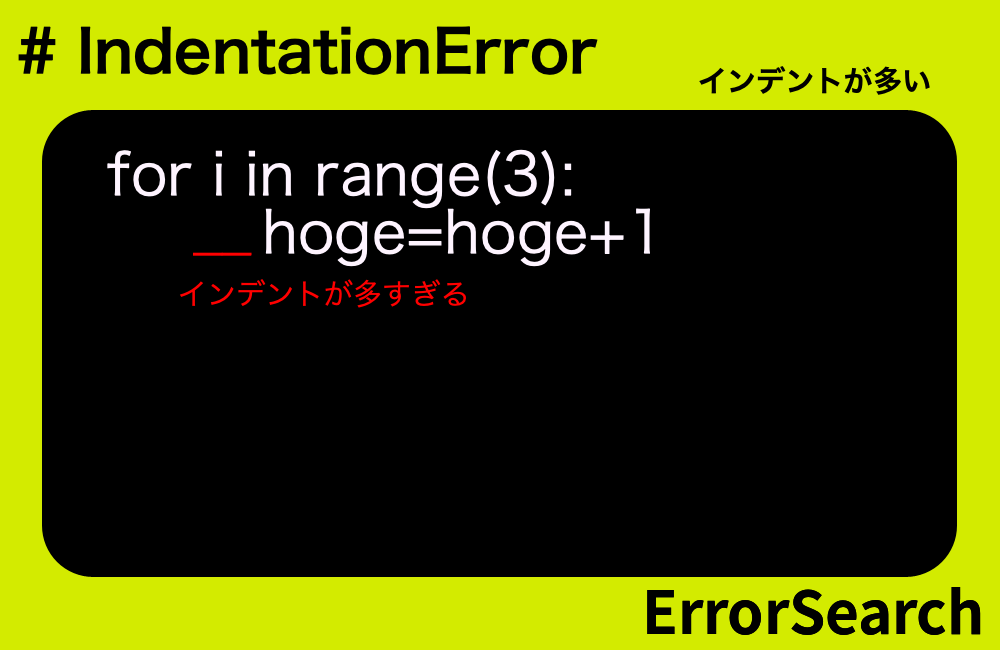 # IndentationError
インデントが多い
for i in range(3):
hoge=hoge+1
インデントが多すぎる
ErrorSearch